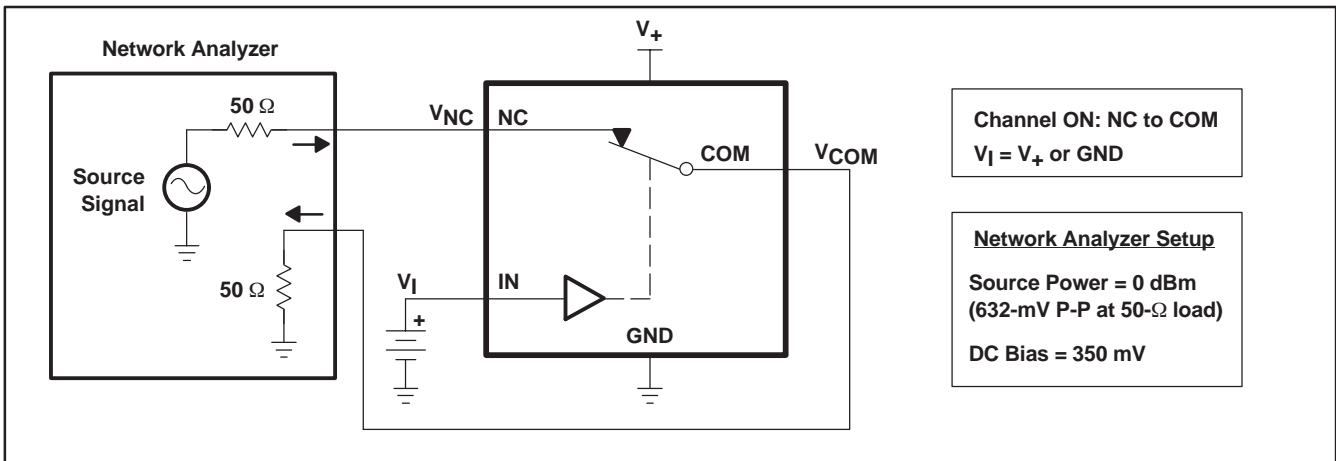 Network Analyzer
50 Ω
Source
Signal
50 Ω
V+
VNC
NC
COM
VCOM
VI
+
IN
GND
Channel ON: NC to COM
VI = V+ or GND
Network Analyzer Setup
Source Power = 0 dBm
(632-mV P-P at 50-Ω load)
DC Bias = 350 mV